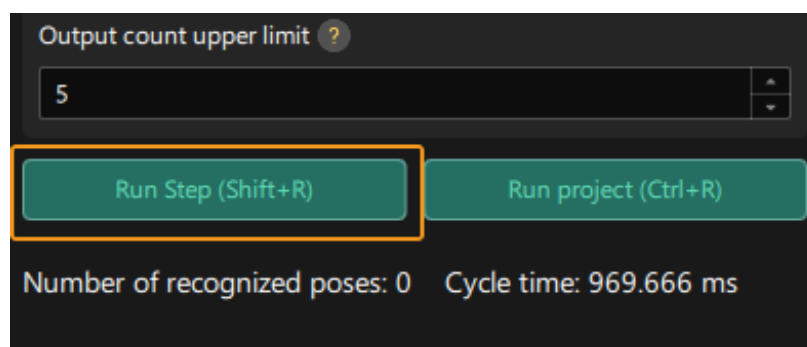 Output count upper limit ?
5
Run Step (Shift+R) Run project (Ctrl+R)
Number of recognized poses: 0 Cycle time: 969.666 ms